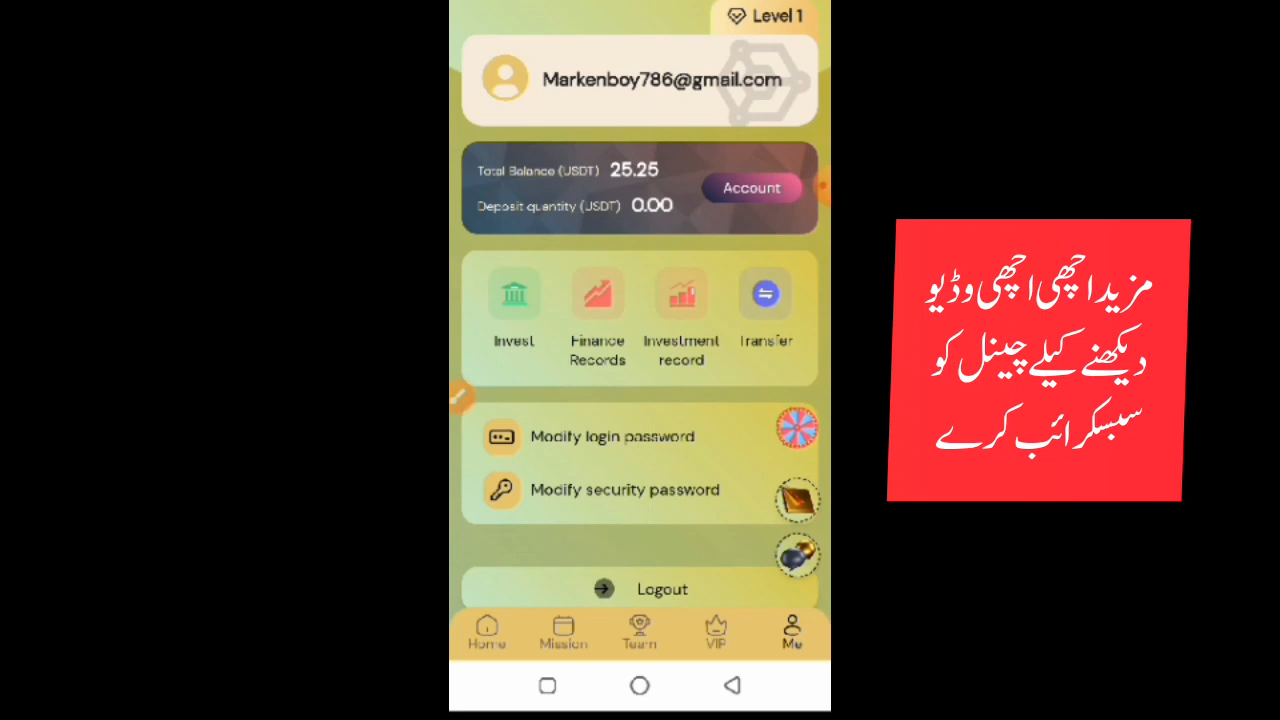 Level 1
Markenboy786@gmail.com
Total Balance (USDT) 25.25
Account
Deposit quantity (USDT) 0.00
Invest
Finance Records
Investment record
Transfer
Modify login password
Modify security password
Logout
Home
Mission
Team
VIP
Me
مزید اچھی اچھی وڈیو
دیکھنے کیلے چینل کو
سبسکرائب کرے